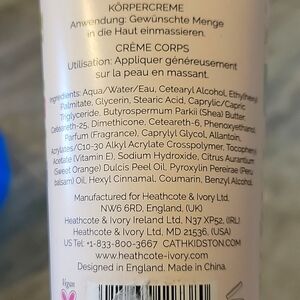 KÖRPERCREME
Anwendung: Gewünschte Menge
in die Haut einmassieren.
CRÈME CORPS
Utilisation: Appliquer généreusement
sur la peau en massant.
Ingredients: Aqua/Water/Eau, Cetearyl Alcohol, Ethylhexyl
Palmitate, Glycerin, Stearic Acid, Caprylic/Capric
Triglyceride, Butyrospermum Parkii (Shea) Butter,
Ceteareth-25, Dimethicone, Ceteareth-6, Phenoxyethanol,
Parfum (Fragrance), Caprylyl Glycol, Allantoin,
Acrylates/C10-30 Alkyl Acrylate Crosspolymer, Tocopheryl
Acetate (Vitamin E), Sodium Hydroxide, Citrus Aurantium
(Sweet Orange) Dulcis Peel Oil, Pyroxylin Pereirae (Peru
balsam) Oil, Hexyl Cinnamal, Coumarin, Benzyl Alcohol.
Manufactured for Heathcote & Ivory Ltd,
NW6 6RD, England, (UK)
Heathcote & Ivory Ireland Ltd, N37 XP52, (IRL)
Heathcote & Ivory Ltd, MD 21536, (USA)
US Tel +1-833-800-3667 CATHKIDSTON.COM
www.heathcote-ivory.com
Designed in England. Made in China.
Vegan